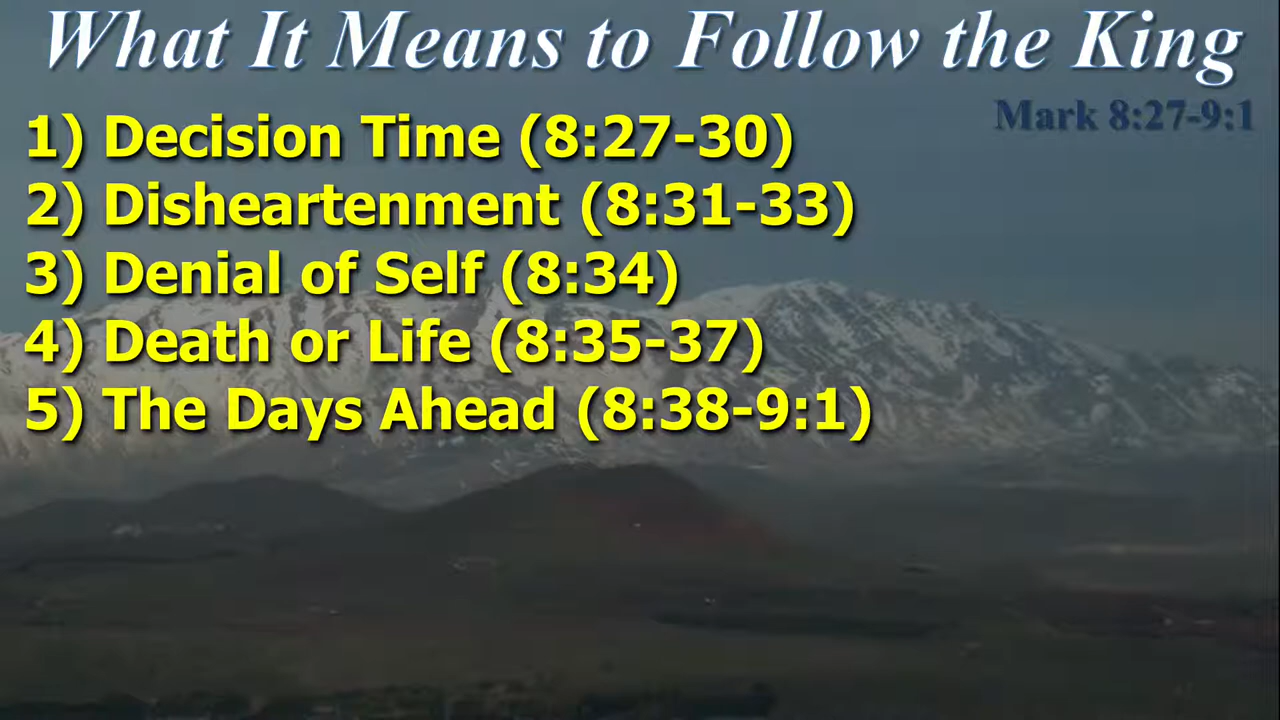 What It Means to Follow the King
Mark 8:27-9:1
1) Decision Time (8:27-30)
2) Disheartenment (8:31-33)
3) Denial of Self (8:34)
4) Death or Life (8:35-37)
5) The Days Ahead (8:38-9:1)